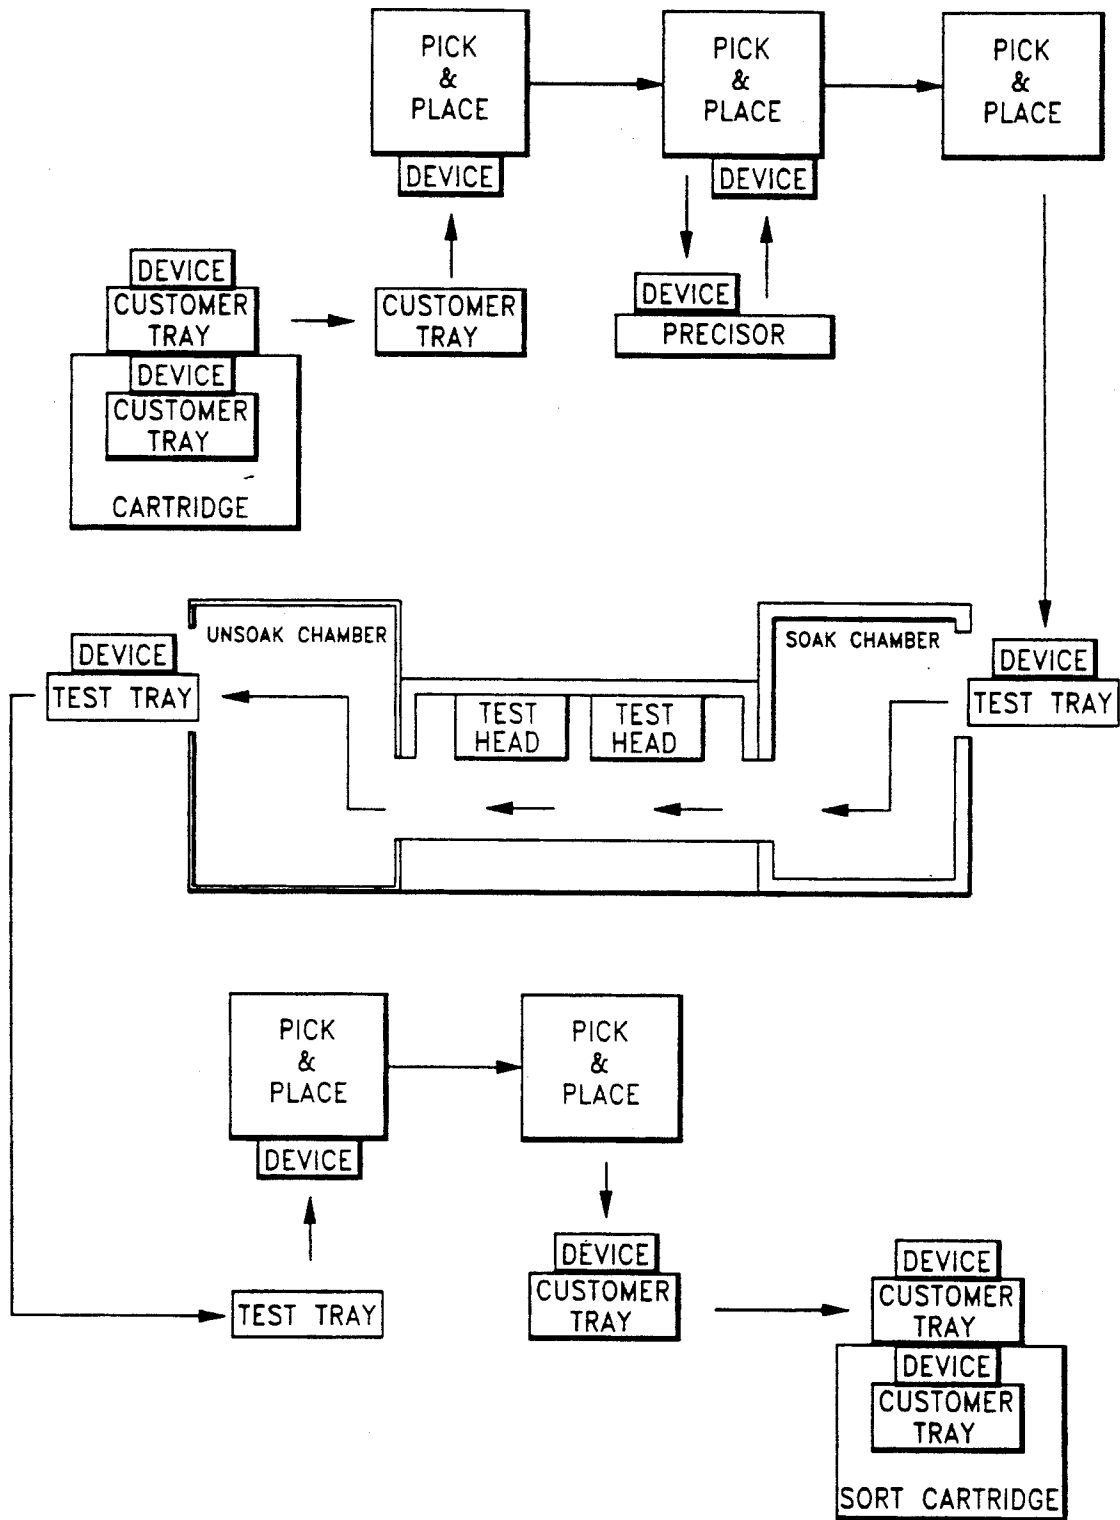 PICK
&
PLACE
DEVICE
PICK
&
PLACE
DEVICE
PICK
&
PLACE
DEVICE
CUSTOMER
TRAY
DEVICE
CUSTOMER
TRAY
CARTRIDGE
CUSTOMER
TRAY
DEVICE
PRECISOR
UNSOAK CHAMBER
SOAK CHAMBER
DEVICE
TEST TRAY
TEST
HEAD
TEST
HEAD
DEVICE
TEST TRAY
PICK
&
PLACE
DEVICE
PICK
&
PLACE
TEST TRAY
DEVICE
CUSTOMER
TRAY
DEVICE
CUSTOMER
TRAY
DEVICE
CUSTOMER
TRAY
SORT CARTRIDGE